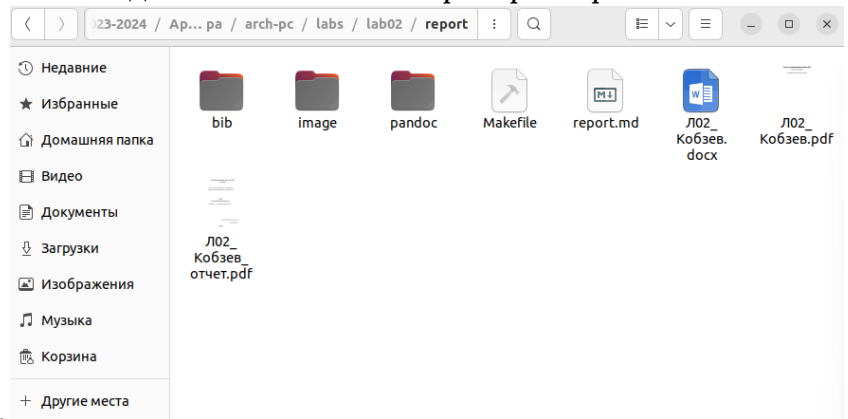 23-2024 / Ap... pa / arch-pc / labs / lab02 / report
Недавние
Избранные
Домашняя папка
Видео
Документы
Загрузки
Изображения
Музыка
Корзина
+ Другие места
bib
image
pandoc
Makefile
report.md
Л02_
Кобзев.
docx
Л02_
Кобзев.pdf
Л02_
Кобзев_
отчет.pdf